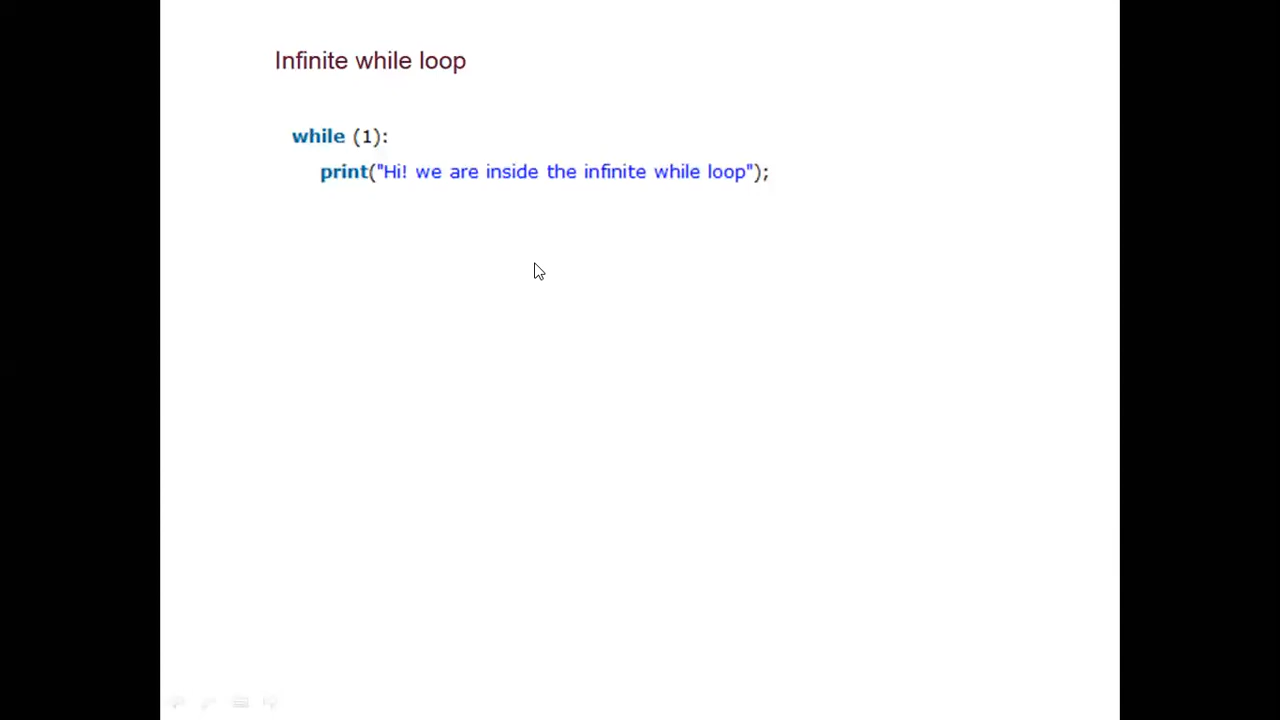 Infinite while loop
while (1):
print("Hi! we are inside the infinite while loop");